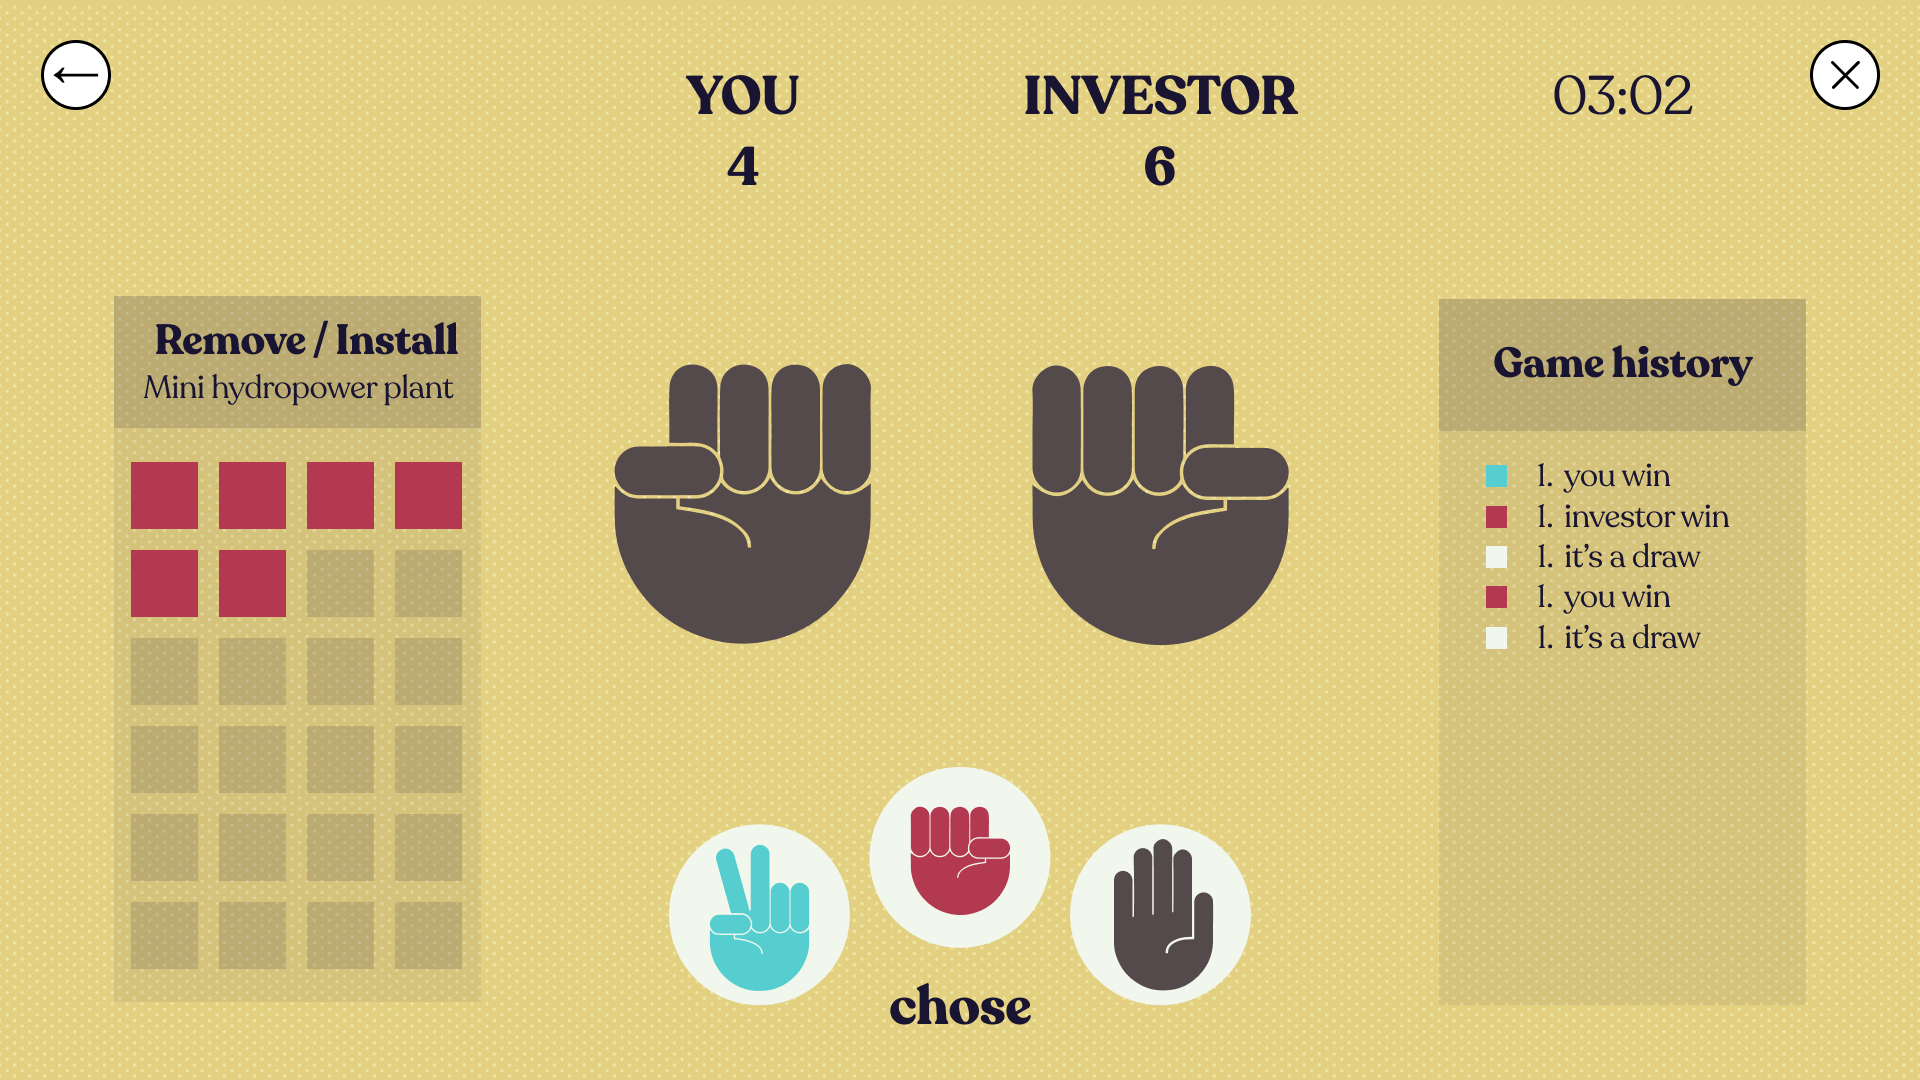 YOU
INVESTOR
03:02
4
6
Remove / Install
Mini hydropower plant
Game history
1. you win
1. investor win
1. it's a draw
1. you win
1. it's a draw
chose